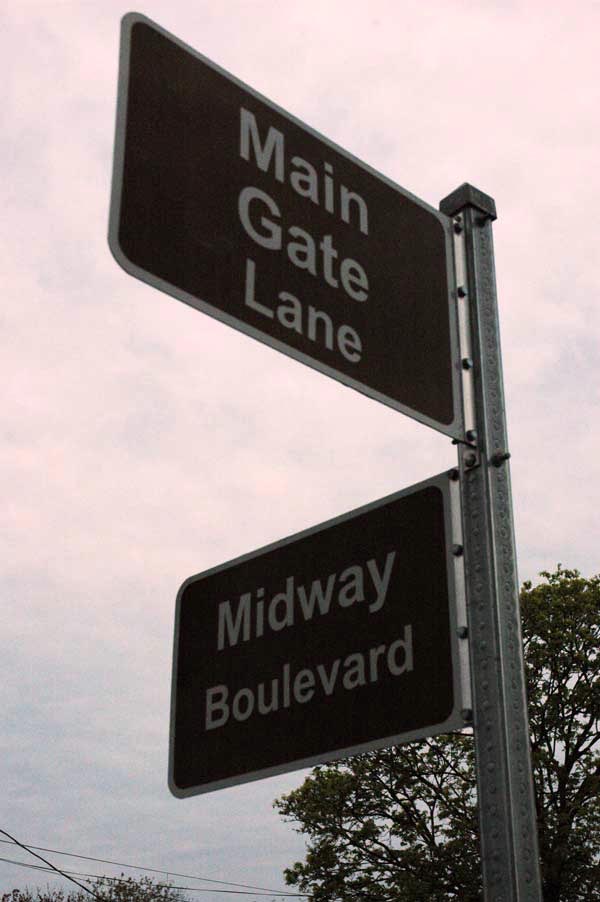 Main
Gate
Lane
Midway
Boulevard